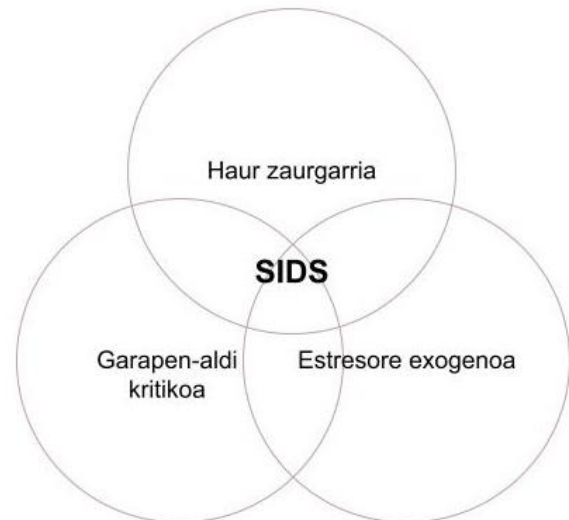 Haur zaurgarria
SIDS
Garapen-aldi
kritikoa
Estresore exogenoa